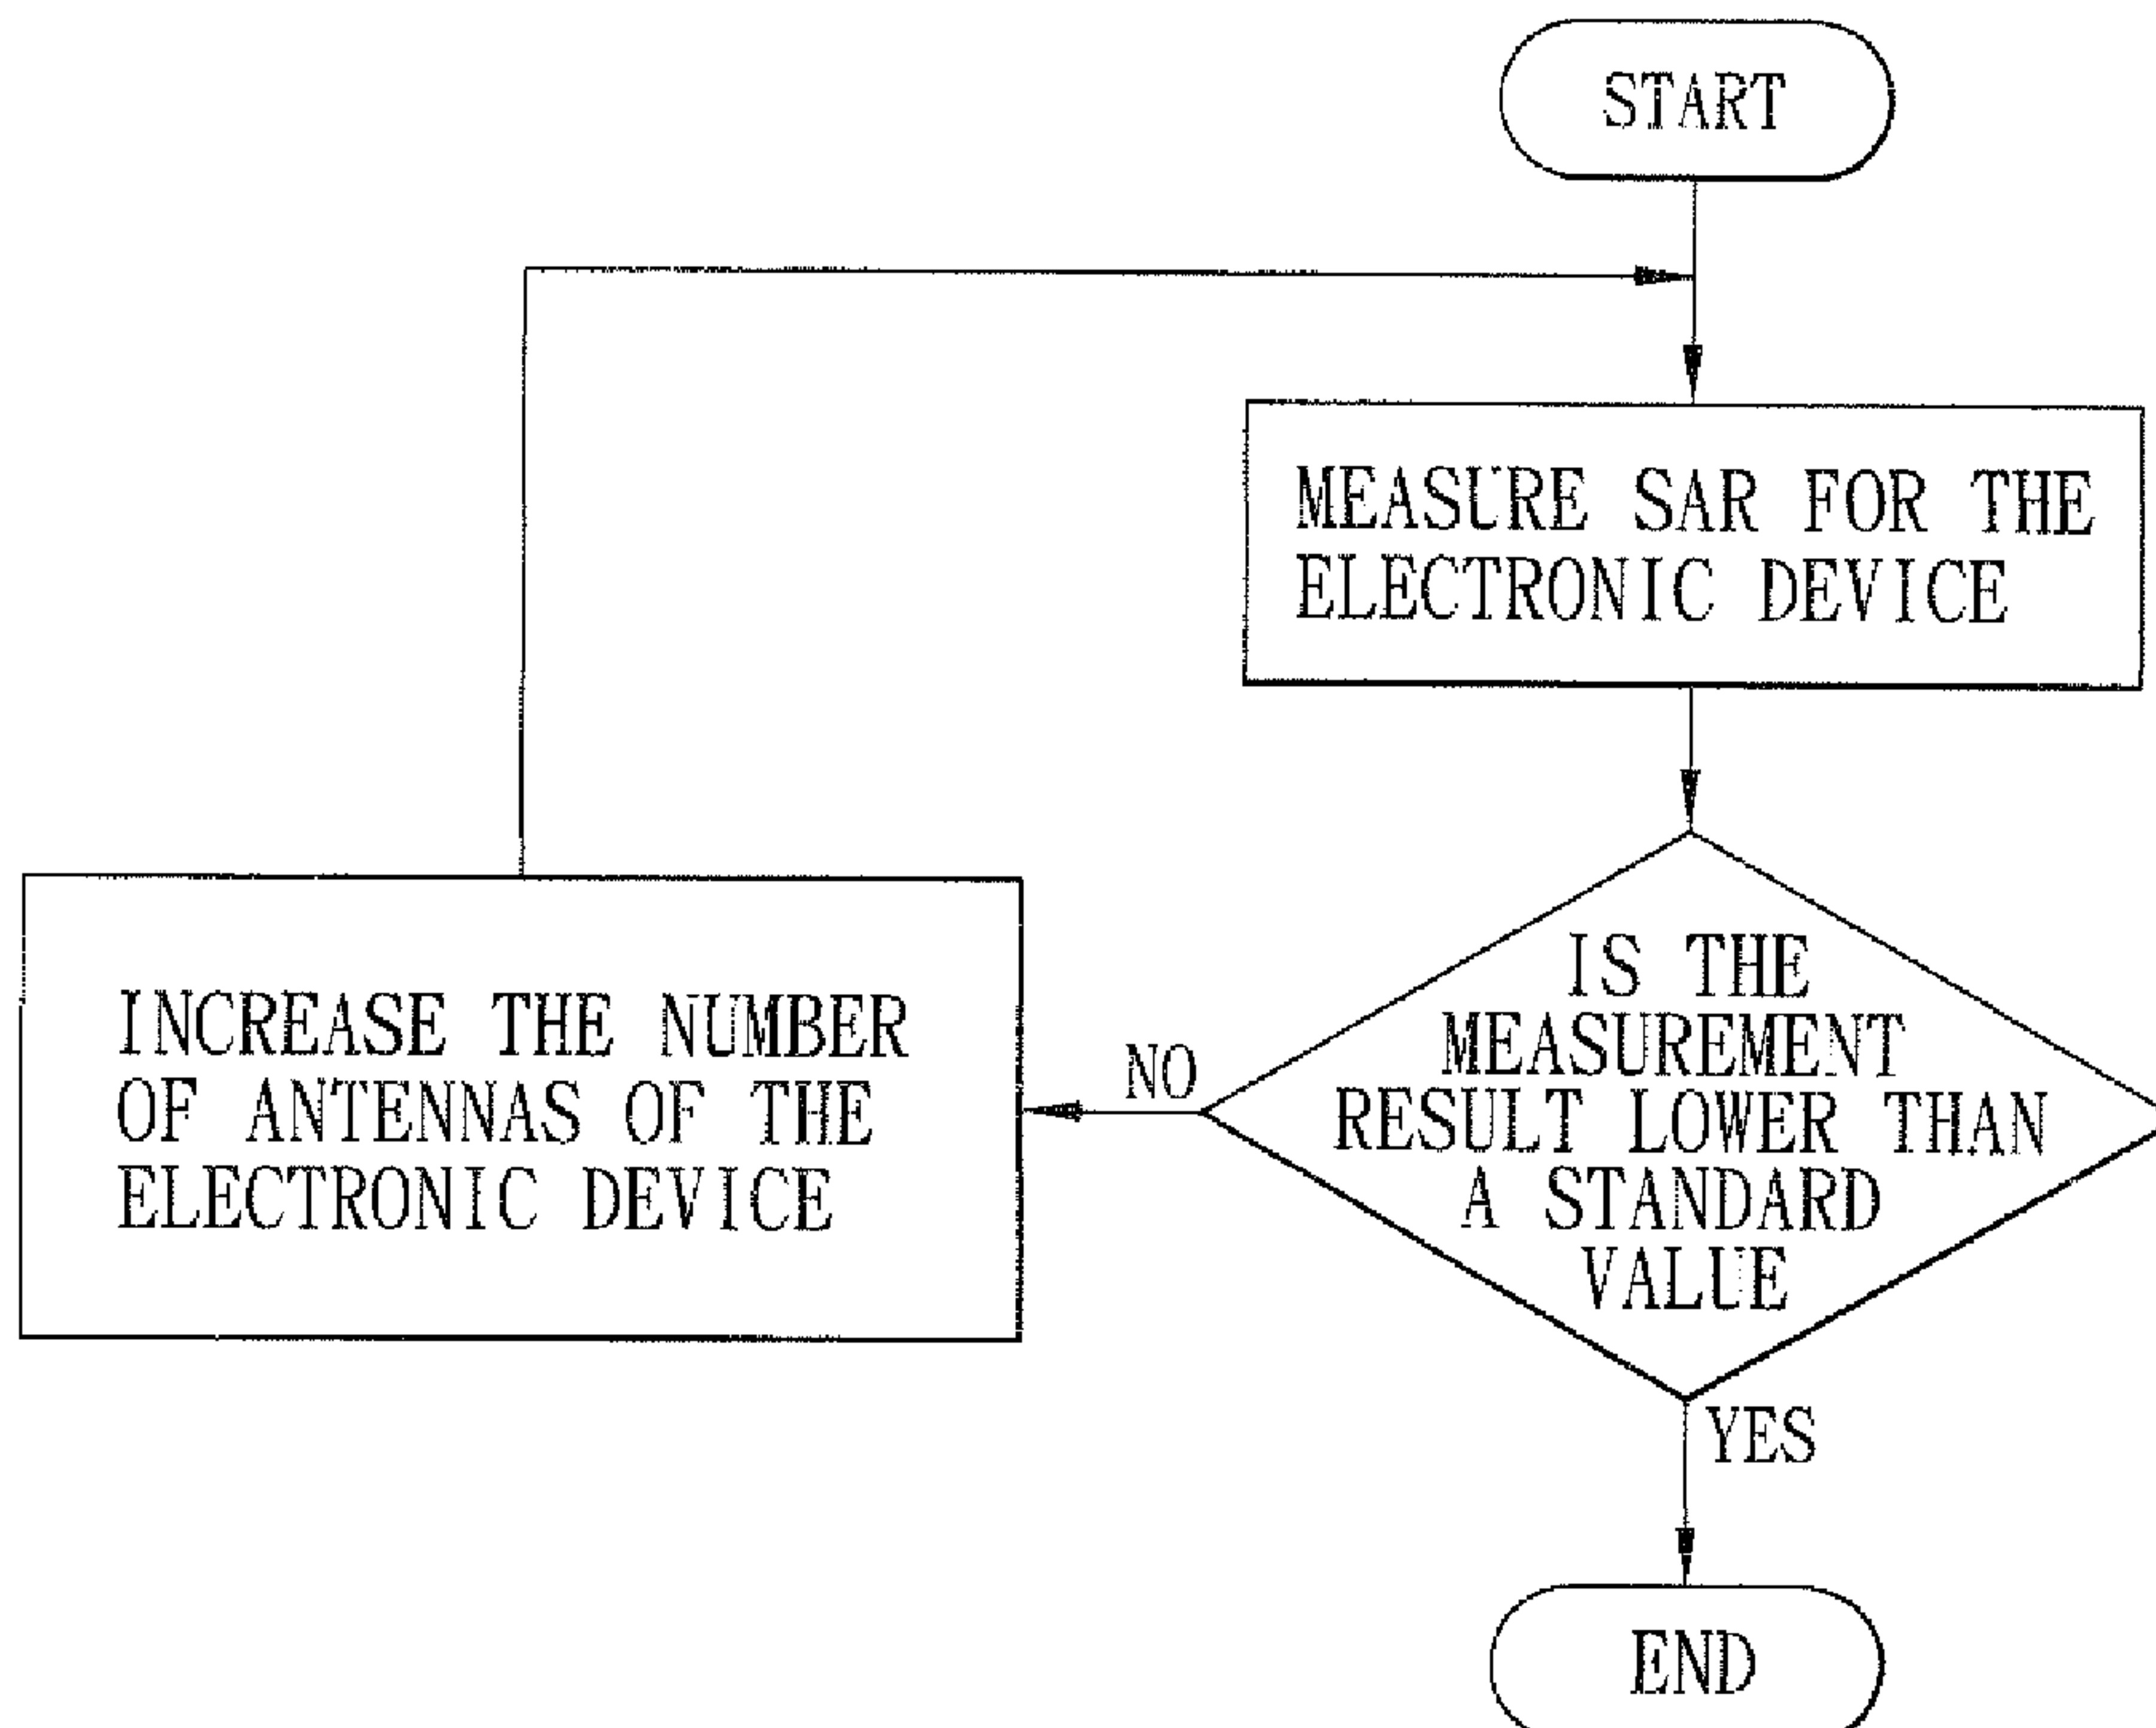 START
MEASURE SAR FOR THE
ELECTRONIC DEVICE
IS THE
MEASUREMENT
RESULT LOWER THAN
A STANDARD
VALUE
NO
INCREASE THE NUMBER
OF ANTENNAS OF THE
ELECTRONIC DEVICE
YES
END